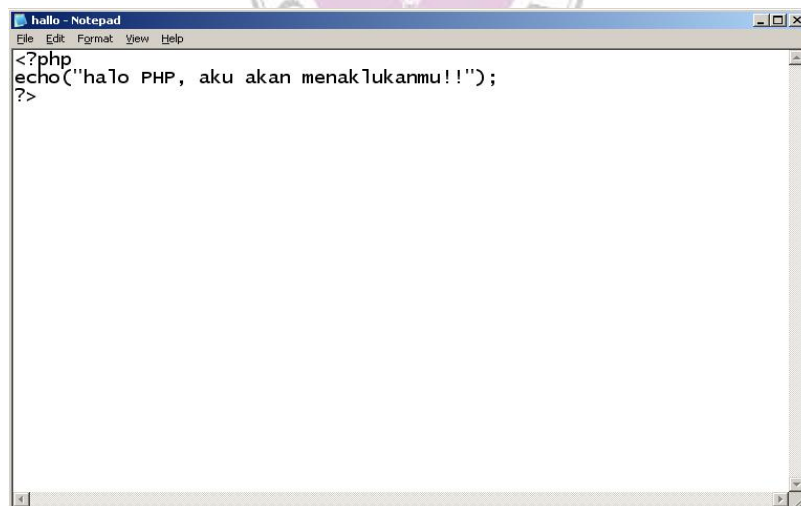 hallo - Notepad
File Edit Format View Help
<?php
echo("halo PHP, aku akan menaklukanmu!!");
?>